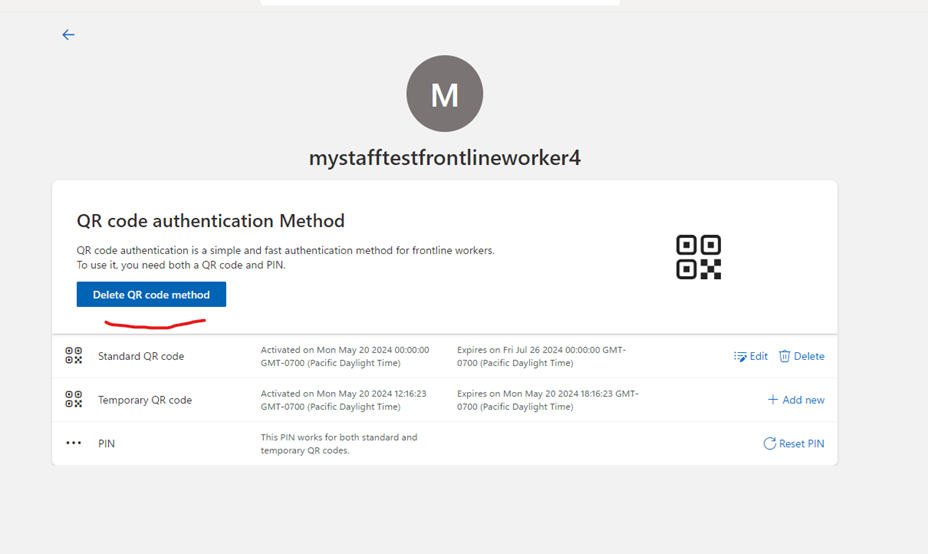 M
mystafftestfrontlineworker4
QR code authentication Method
QR code authentication is a simple and fast authentication method for frontline workers.
To use it, you need both a QR code and PIN.
Delete QR code method
Standard QR code
Activated on Mon May 20 2024 00:00:00
GMT-0700 (Pacific Daylight Time)
Expires on Fri Jul 26 2024 00:00:00 GMT-
0700 (Pacific Daylight Time)
Edit
Delete
Temporary QR code
Activated on Mon May 20 2024 12:16:23
GMT-0700 (Pacific Daylight Time)
Expires on Mon May 20 2024 18:16:23 GMT-
0700 (Pacific Daylight Time)
Add new
PIN
This PIN works for both standard and
temporary QR codes.
Reset PIN